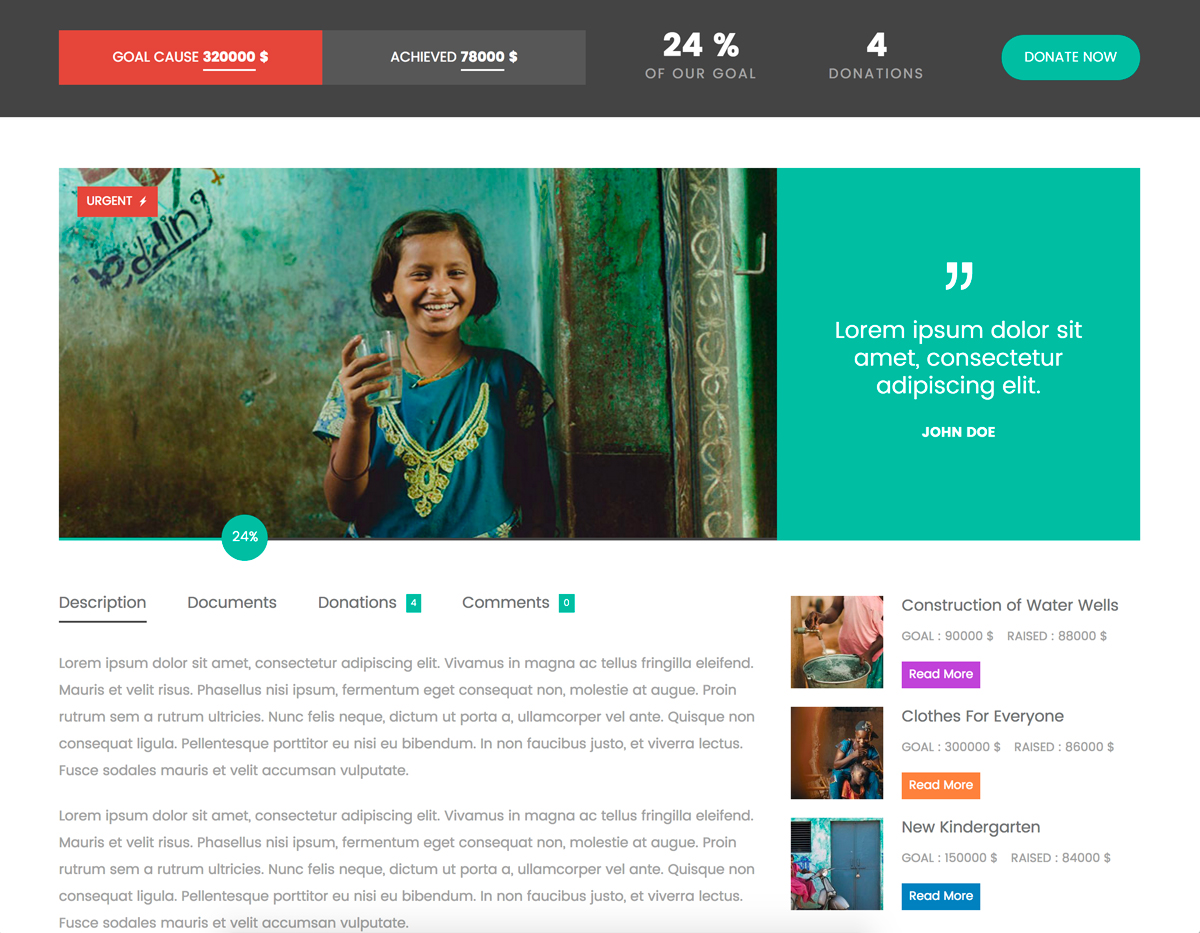 GOAL CAUSE 320000 $
ACHIEVED 78000 $
24 %
OF OUR GOAL
4
DONATIONS
DONATE NOW
URGENT
Lorem ipsum dolor sit
amet, consectetur
adipiscing elit.
JOHN DOE
24%
Description
Documents
Donations 4
Comments 0
Lorem ipsum dolor sit amet, consectetur adipiscing elit. Vivamus in magna ac tellus fringilla eleifend.
Mauris et velit risus. Phasellus nisi ipsum, fermentum eget consequat non, molestie at augue. Proin
rutrum sem a rutrum ultricies. Nunc felis neque, dictum ut porta a, ullamcorper vel ante. Quisque non
consequat ligula. Pellentesque porttitor eu nisi eu bibendum. In non faucibus justo, et viverra lectus.
Fusce sodales mauris et velit accumsan vulputate.
Lorem ipsum dolor sit amet, consectetur adipiscing elit. Vivamus in magna ac tellus fringilla eleifend.
Mauris et velit risus. Phasellus nisi ipsum, fermentum eget consequat non, molestie at augue. Proin
rutrum sem a rutrum ultricies. Nunc felis neque, dictum ut porta a, ullamcorper vel ante. Quisque non
consequat ligula. Pellentesque porttitor eu nisi eu bibendum. In non faucibus justo, et viverra lectus.
Fusce sodales mauris et velit accumsan vulputate.
Construction of Water Wells
GOAL : 90000 $ RAISED : 88000 $
Read More
Clothes For Everyone
GOAL : 300000 $ RAISED : 86000 $
Read More
New Kindergarten
GOAL : 150000 $ RAISED : 84000 $
Read More